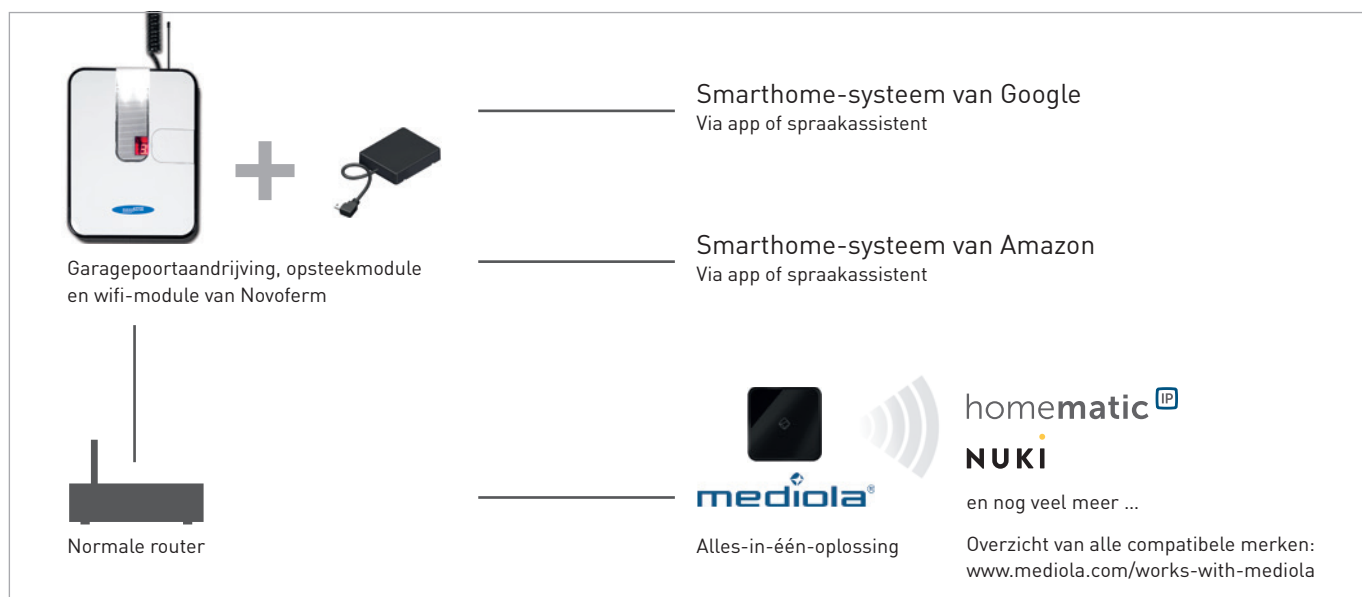 Smarthome-systeem van Google
Via app of spraakassistent
Garagepoortaandrijving, opsteekmodule
en wifi-module van Novoferm
Smarthome-systeem van Amazon
Via app of spraakassistent
Normale router
mediola®
Alles-in-één-oplossing
homematic IP
NUKI
en nog veel meer ...
Overzicht van alle compatibele merken:
www.mediola.com/works-with-mediola